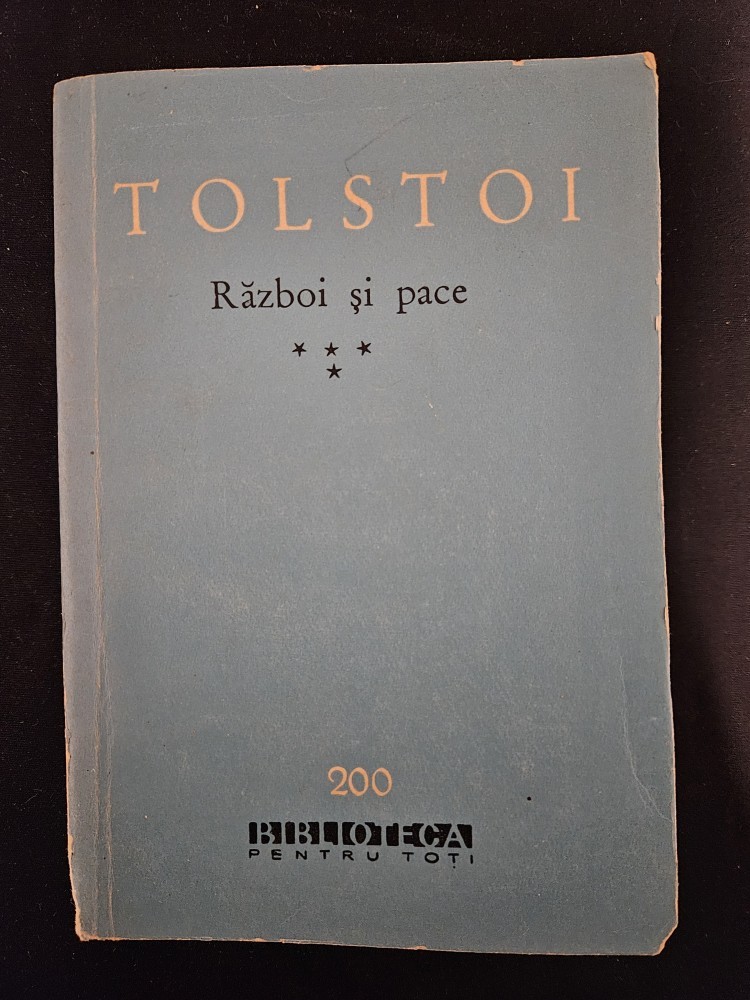 TOLSTOI
Război şi pace
★ ★ ★
★
200
BIBLIOTECA
PENTRU TOŢI